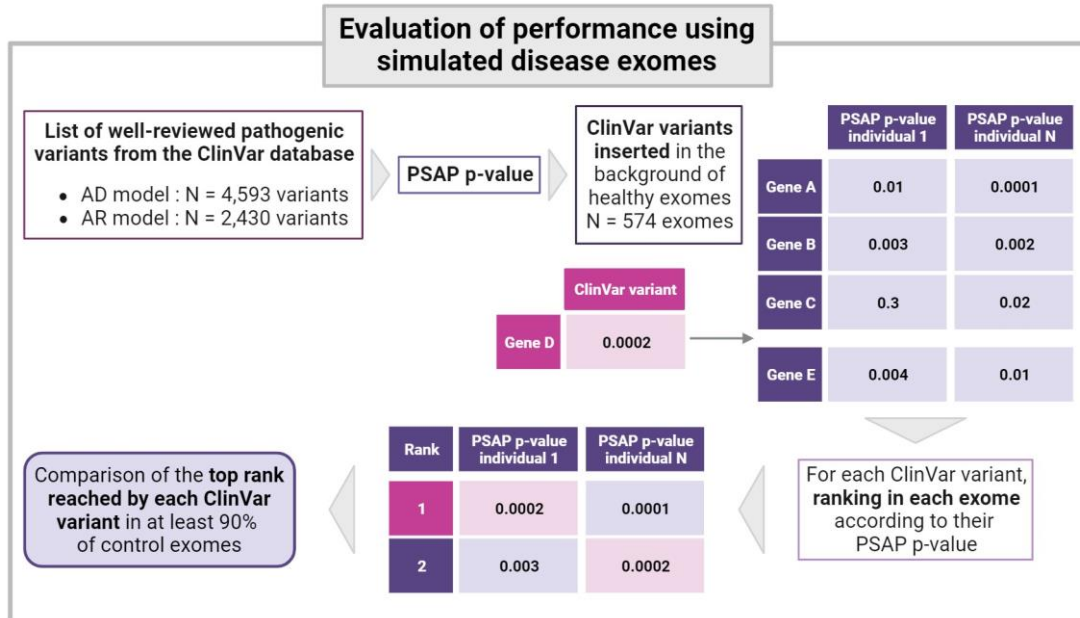 Evaluation of performance using
simulated disease exomes
List of well-reviewed pathogenic
variants from the ClinVar database
• AD model : N = 4,593 variants
• AR model : N = 2,430 variants
PSAP p-value
ClinVar variants
inserted in the
background of
healthy exomes
N = 574 exomes
PSAP p-value
individual 1
PSAP p-value
individual N
Gene A 0.01 0.0001
Gene B 0.003 0.002
Gene C 0.3 0.02
Gene E 0.004 0.01
ClinVar variant
Gene D 0.0002
For each ClinVar variant,
ranking in each exome
according to their
PSAP p-value
Rank
PSAP p-value
individual 1
PSAP p-value
individual N
1 0.0002 0.0001
2 0.003 0.0002
Comparison of the top rank
reached by each ClinVar
variant in at least 90%
of control exomes